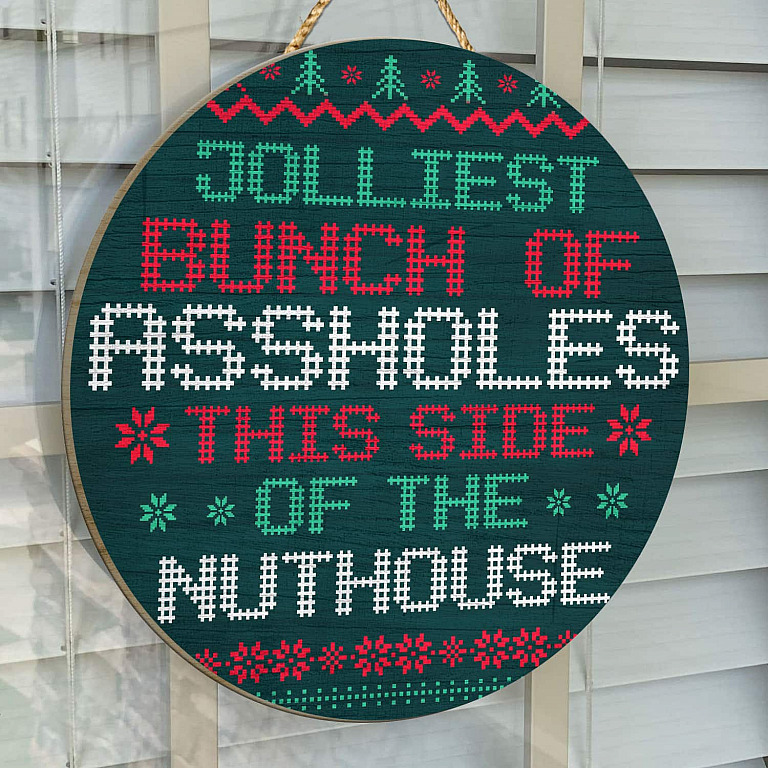 JOLLIEST
BUNCH OF
ASSHOLES
THIS SIDE
OF THE
NUTHOUSE